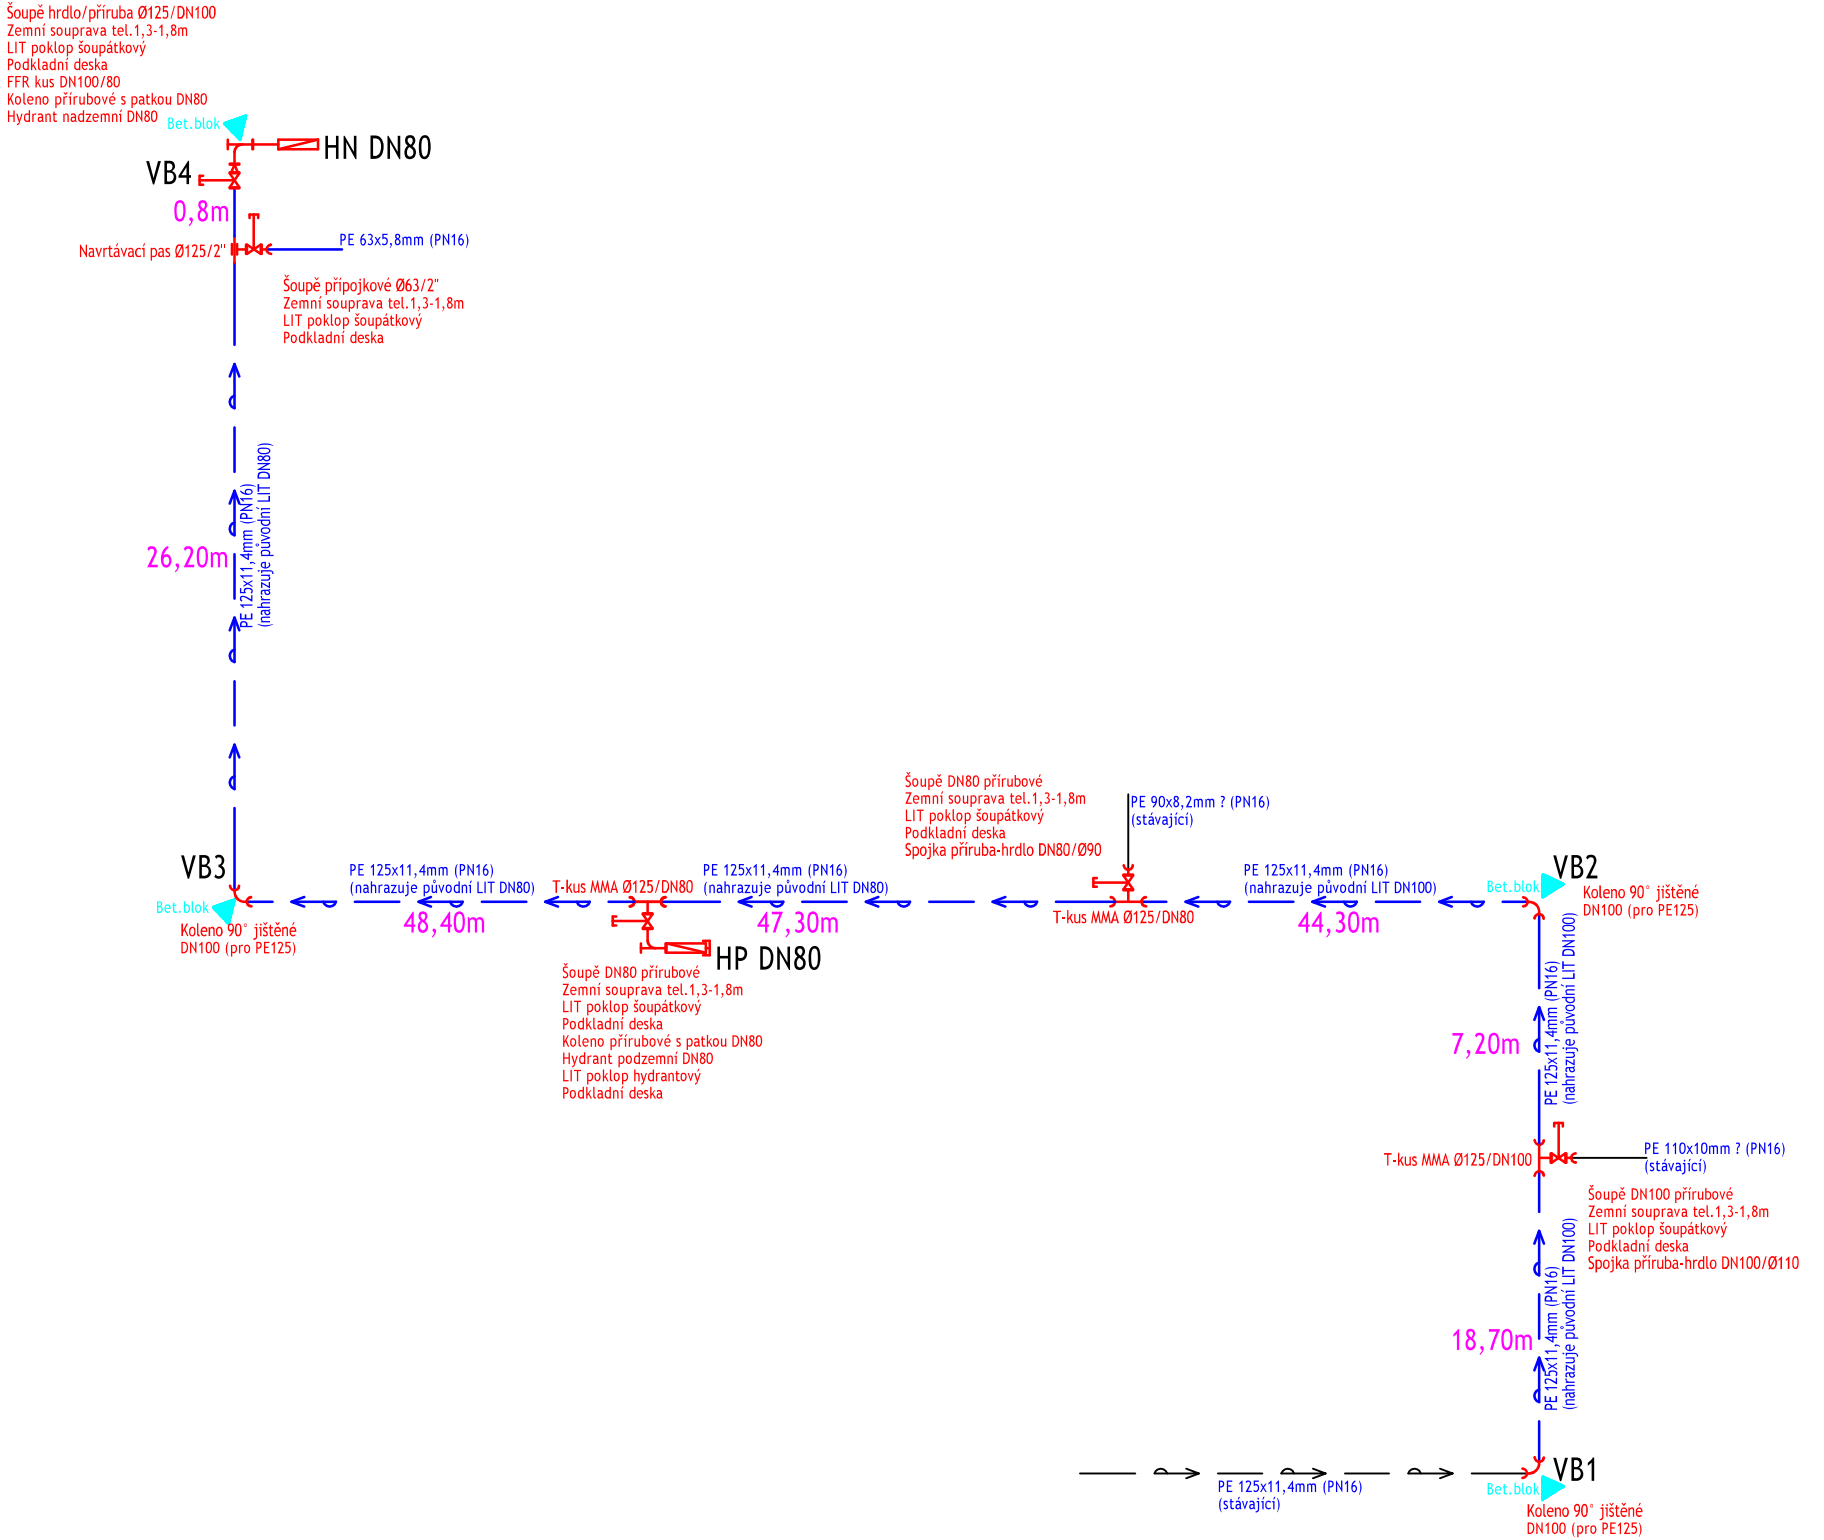 Šoupě hrdlo/příruba Ø125/DN100
Zemní souprava tel.1,3-1,8m
LIT poklop šoupátkový
Podkladní deska
FFR kus DN100/80
Koleno přírubové s patkou DN80
Hydrant nadzemní DN80
Bet.blok
HN DN80
VB4
0,8m
PE 63x5,8mm (PN16)
Navrtávací pas Ø125/2"
Šoupě přípojkové Ø63/2"
Zemní souprava tel.1,3-1,8m
LIT poklop šoupátkový
Podkladní deska
26,20m
PE 125x11,4mm (PN16)
(nahrazuje původní LIT DN80)
VB3
Bet.blok
Koleno 90° jištěné
DN100 (pro PE125)
PE 125x11,4mm (PN16)
(nahrazuje původní LIT DN80)
48,40m
T-kus MMA Ø125/DN80
HP DN80
Šoupě DN80 přírubové
Zemní souprava tel.1,3-1,8m
LIT poklop šoupátkový
Podkladní deska
Koleno přírubové s patkou DN80
Hydrant podzemní DN80
LIT poklop hydrantový
Podkladní deska
PE 125x11,4mm (PN16)
(nahrazuje původní LIT DN80)
47,30m
Šoupě DN80 přírubové
Zemní souprava tel.1,3-1,8m
LIT poklop šoupátkový
Podkladní deska
Spojka příruba-hrdlo DN80/Ø90
PE 90x8,2mm ? (PN16)
(stávající)
T-kus MMA Ø125/DN80
PE 125x11,4mm (PN16)
(nahrazuje původní LIT DN100)
44,30m
VB2
Bet.blok
Koleno 90° jištěné
DN100 (pro PE125)
7,20m
PE 125x11,4mm (PN16)
(nahrazuje původní LIT DN100)
T-kus MMA Ø125/DN100
PE 110x10mm ? (PN16)
(stávající)
Šoupě DN100 přírubové
Zemní souprava tel.1,3-1,8m
LIT poklop šoupátkový
Podkladní deska
Spojka příruba-hrdlo DN100/Ø110
18,70m
PE 125x11,4mm (PN16)
(nahrazuje původní LIT DN100)
VB1
Bet.blok
PE 125x11,4mm (PN16)
(stávající)
Koleno 90° jištěné
DN100 (pro PE125)